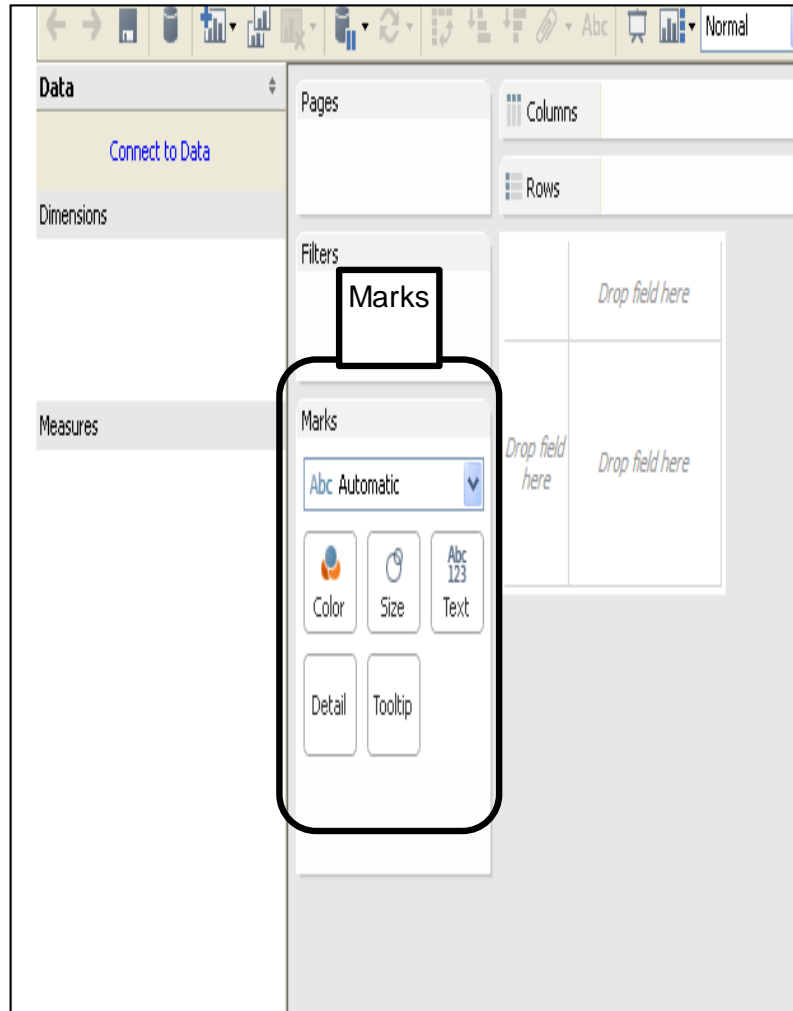 Abc
Normal
Data
Connect to Data
Dimensions
Measures
Pages
Filters
Marks
Marks
Abc Automatic
Color
Size
Abc
123
Text
Detail
Tooltip
Columns
Rows
Drop field here
Drop field
here
Drop field here